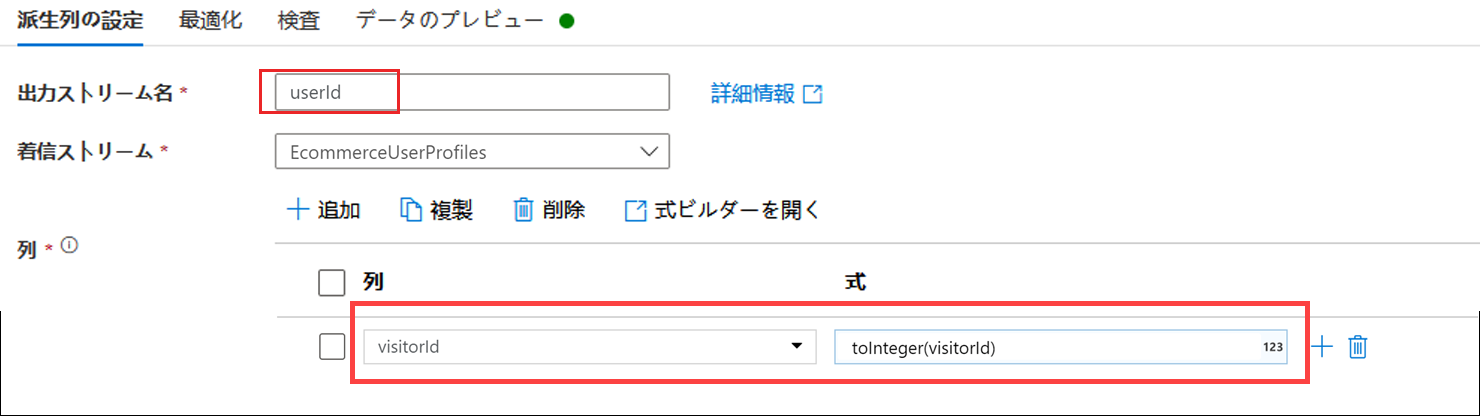 派生列の設定 最適化 検査 データのプレビュー
出力ストリーム名 * userId 詳細情報
着信ストリーム * EcommerceUserProfiles
追加 複製 削除 式ビルダーを開く
列 *
列 式
visitorId toInteger(visitorId) 123